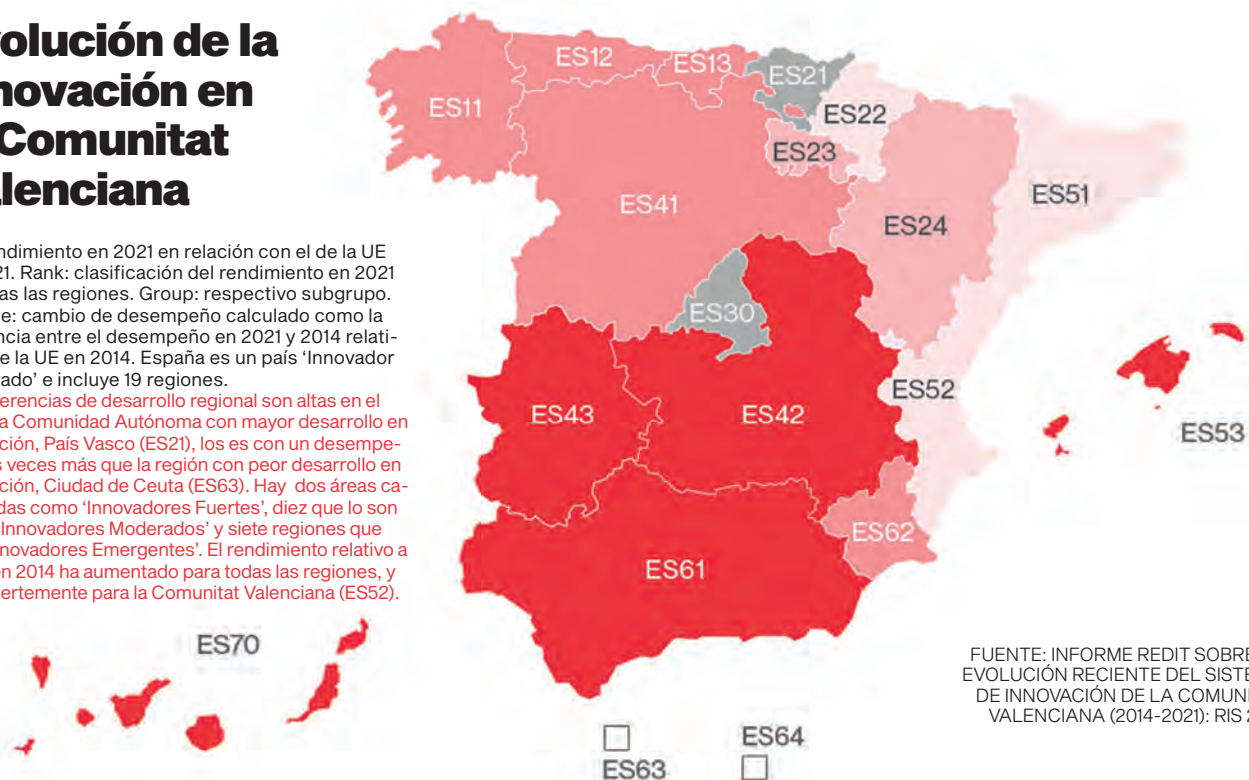 volución de la
novación en
Comunitat
lenciana
ndimiento en 2021 en relación con el de la UE
21. Rank: clasificación del rendimiento en 2021
as las regiones. Group: respectivo subgrupo.
e: cambio de desempeño calculado como la
ncia entre el desempeño en 2021 y 2014 relati-
e la UE en 2014. España es un país ‘Innovador
rado’ e incluye 19 regiones.
erencias de desarrollo regional son altas en el
a Comunidad Autónoma con mayor desarrollo en
ción, País Vasco (ES21), los es con un desempe-
s veces más que la región con peor desarrollo en
ción, Ciudad de Ceuta (ES63). Hay dos áreas ca-
das como ‘Innovadores Fuertes’, diez que lo son
‘Innovadores Moderados’ y siete regiones que
nnovadores Emergentes’. El rendimiento relativo a
en 2014 ha aumentado para todas las regiones, y
ertemente para la Comunitat Valenciana (ES52).
ES12
ES13
ES21
ES11
ES22
ES23
ES41
ES51
ES24
ES30
ES52
ES43
ES42
ES53
ES62
ES61
ES70
ES64
ES63
FUENTE: INFORME REDIT SOBRE
EVOLUCIÓN RECIENTE DEL SISTE
DE INNOVACIÓN DE LA COMUNI
VALENCIANA (2014-2021): RIS 2